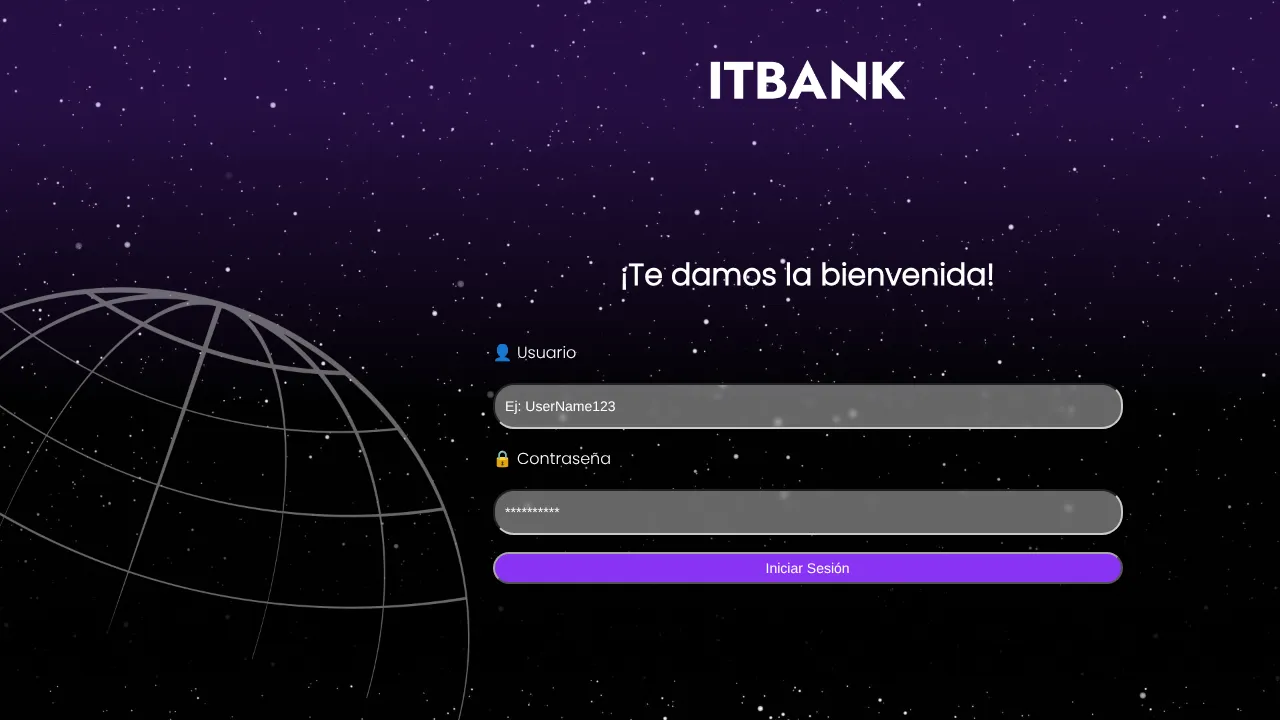 ITBANK
¡Te damos la bienvenida!
👤 Usuario
Ej: UserName123
🔒 Contraseña
**********
Iniciar Sesión